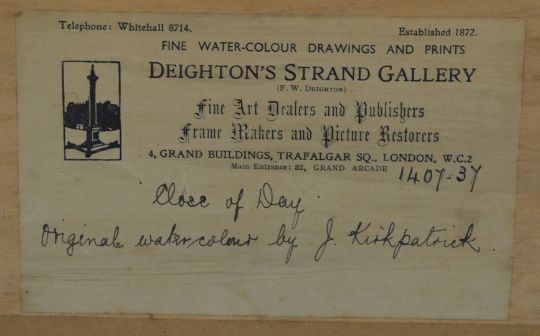 Telephone: Whitehall 8714. Established 1872.
FINE WATER-COLOUR DRAWINGS AND PRINTS
DEIGHTON'S STRAND GALLERY
(F. W. DEIGHTON)
Fine Art Dealers and Publishers
Frame Makers and Picture Restorers
4, GRAND BUILDINGS, TRAFALGAR SQ., LONDON, W.C.2
Main Entrance: 32, GRAND ARCADE
1407-37
Close of Day
Original water colour by J. Kirkpatrick.